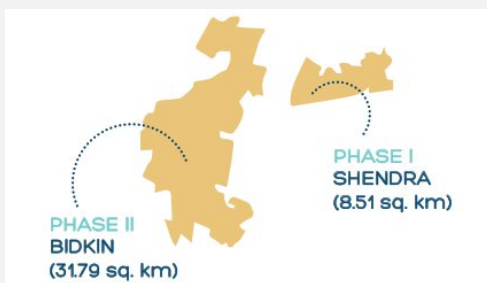 PHASE I
SHENDRA
(8.51 sq. km)
PHASE II
BIDKIN
(31.79 sq. km)